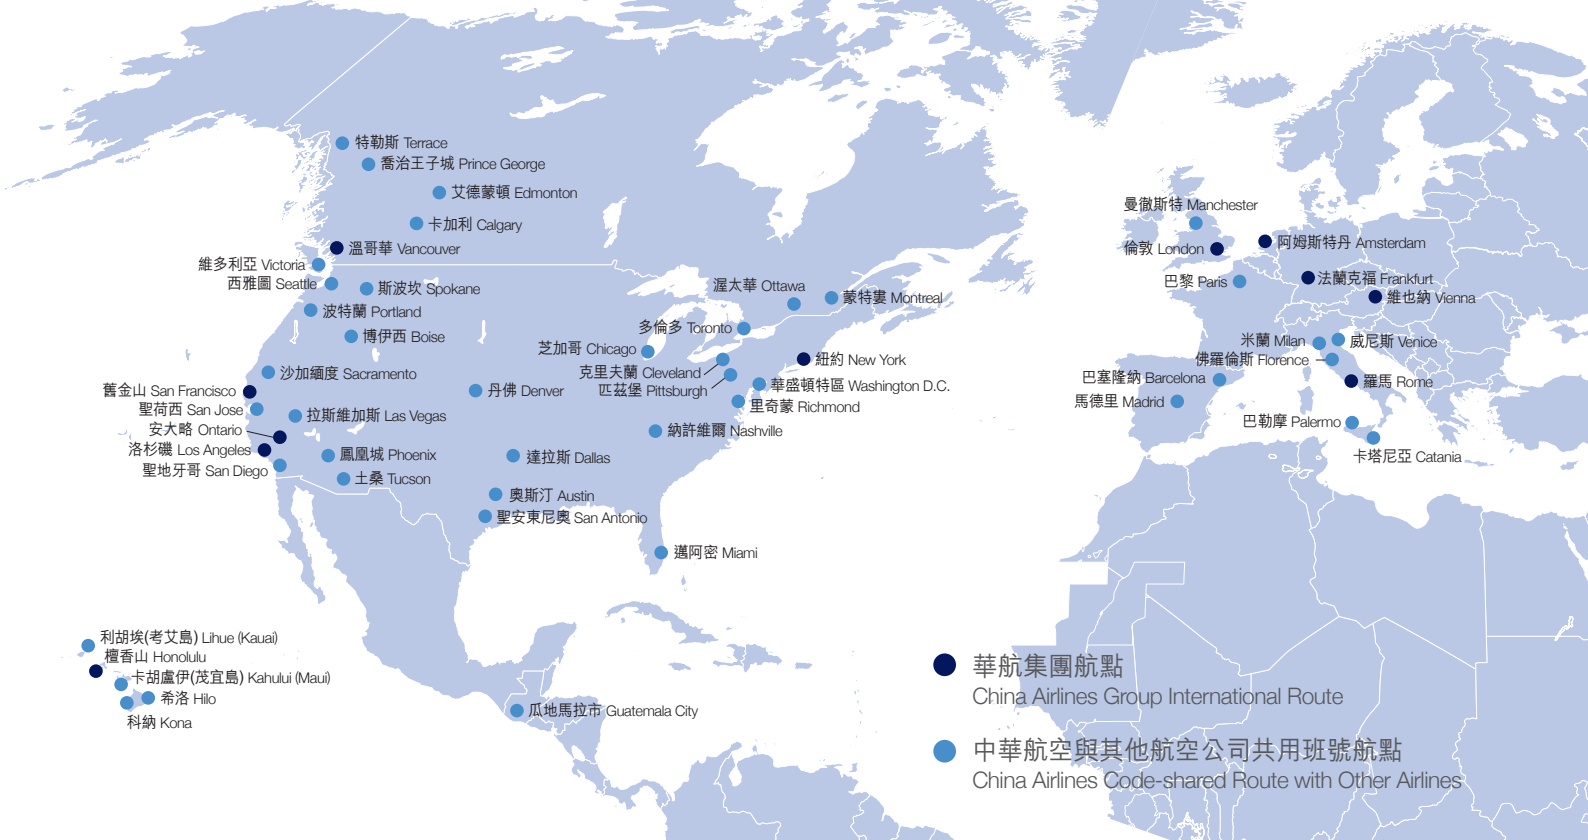 特勒斯 Terrace
喬治王子城 Prince George
艾德蒙頓 Edmonton
卡加利 Calgary
溫哥華 Vancouver
維多利亞 Victoria
西雅圖 Seattle
斯波坎 Spokane
波特蘭 Portland
博伊西 Boise
渥太華 Ottawa
蒙特婁 Montreal
多倫多 Toronto
芝加哥 Chicago
紐約 New York
克里夫蘭 Cleveland
匹茲堡 Pittsburgh
華盛頓特區 Washington D.C.
里奇蒙 Richmond
沙加緬度 Sacramento
舊金山 San Francisco
丹佛 Denver
聖荷西 San Jose
拉斯維加斯 Las Vegas
安大略 Ontario
納許維爾 Nashville
洛杉磯 Los Angeles
鳳凰城 Phoenix
達拉斯 Dallas
聖地牙哥 San Diego
土桑 Tucson
奧斯汀 Austin
聖安東尼奧 San Antonio
邁阿密 Miami
利胡埃(考艾島) Lihue (Kauai)
檀香山 Honolulu
卡胡盧伊(茂宜島) Kahului (Maui)
希洛 Hilo
科納 Kona
瓜地馬拉市 Guatemala City
曼徹斯特 Manchester
倫敦 London
阿姆斯特丹 Amsterdam
巴黎 Paris
法蘭克福 Frankfurt
維也納 Vienna
米蘭 Milan
威尼斯 Venice
佛羅倫斯 Florence
巴塞隆納 Barcelona
羅馬 Rome
馬德里 Madrid
巴勒摩 Palermo
卡塔尼亞 Catania
華航集團航點
China Airlines Group International Route
中華航空與其他航空公司共用班號航點
China Airlines Code-shared Route with Other Airlines